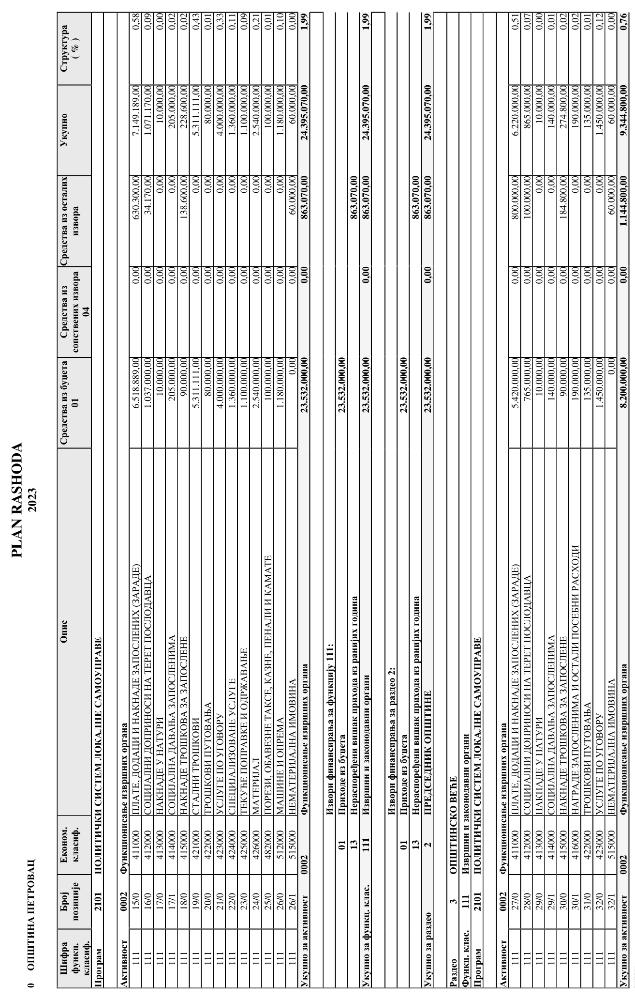 PLAN RASHODA
2023
0 ОПШТИНА ПЕТРОВАЦ
Шифра функц. класиф. Број позиције Економ. класиф. Опис Средства из буџета 01 Средства из сопствених извора 04 Средства из осталих извора Укупно Структура ( % )
Програм 2101 ПОЛИТИЧКИ СИСТЕМ ЛОКАЛНЕ САМОУПРАВЕ
Активност 0002 Функционисање извршних органа
111 15/0 411000 ПЛАТЕ, ДОДАЦИ И НАКНАДЕ ЗАПОСЛЕНИХ (ЗАРАДЕ) 6.518.889,00 0,00 630.300,00 7.149.189,00 0,58
111 16/0 412000 СОЦИЈАЛНИ ДОПРИНОСИ НА ТЕРЕТ ПОСЛОДАВЦА 1.037.000,00 0,00 34.170,00 1.071.170,00 0,09
111 17/0 413000 НАКНАДЕ У НАТУРИ 10.000,00 0,00 0,00 10.000,00 0,00
111 17/1 414000 СОЦИЈАЛНА ДАВАЊА ЗАПОСЛЕНИМА 205.000,00 0,00 0,00 205.000,00 0,02
111 18/0 415000 НАКНАДЕ ТРОШКОВА ЗА ЗАПОСЛЕНЕ 90.000,00 0,00 138.600,00 228.600,00 0,02
111 19/0 421000 СТАЛНИ ТРОШКОВИ 5.311.111,00 0,00 0,00 5.311.111,00 0,43
111 20/0 422000 ТРОШКОВИ ПУТОВАЊА 80.000,00 0,00 0,00 80.000,00 0,01
111 21/0 423000 УСЛУГЕ ПО УГОВОРУ 4.000.000,00 0,00 0,00 4.000.000,00 0,33
111 22/0 424000 СПЕЦИЈАЛИЗОВАНЕ УСЛУГЕ 1.360.000,00 0,00 0,00 1.360.000,00 0,11
111 23/0 425000 ТЕКУЋЕ ПОПРАВКЕ И ОДРЖАВАЊЕ 1.100.000,00 0,00 0,00 1.100.000,00 0,09
111 24/0 426000 МАТЕРИЈАЛ 2.540.000,00 0,00 0,00 2.540.000,00 0,21
111 25/0 482000 ПОРЕЗИ, ОБАВЕЗНЕ ТАКСЕ, КАЗНЕ, ПЕНАЛИ И КАМАТЕ 100.000,00 0,00 0,00 100.000,00 0,01
111 26/0 512000 МАШИНЕ И ОПРЕМА 1.180.000,00 0,00 0,00 1.180.000,00 0,10
111 26/1 515000 НЕМАТЕРИЈАЛНА ИМОВИНА 0,00 0,00 60.000,00 60.000,00 0,00
Укупно за активност 0002 Функционисање извршних органа 23.532.000,00 0,00 863.070,00 24.395.070,00 1,99
Извори финансирања за функцију 111:
01 Приходе из буџета 23.532.000,00
13 Нераспоређени вишак прихода из ранијих година 863.070,00
Укупно за функц. клас. 111 Извршни и законодавни органи 23.532.000,00 0,00 863.070,00 24.395.070,00 1,99
Извори финансирања за раздео 2:
01 Приходе из буџета 23.532.000,00
13 Нераспоређени вишак прихода из ранијих година 863.070,00
Укупно за раздео 2 ПРЕДСЕДНИК ОПШТИНЕ 23.532.000,00 0,00 863.070,00 24.395.070,00 1,99
Раздео 3 ОПШТИНСКО ВЕЋЕ
Функц. клас. 111 Извршни и законодавни органи
Програм 2101 ПОЛИТИЧКИ СИСТЕМ ЛОКАЛНЕ САМОУПРАВЕ
Активност 0002 Функционисање извршних органа
111 27/0 411000 ПЛАТЕ, ДОДАЦИ И НАКНАДЕ ЗАПОСЛЕНИХ (ЗАРАДЕ) 5.420.000,00 0,00 800.000,00 6.220.000,00 0,51
111 28/0 412000 СОЦИЈАЛНИ ДОПРИНОСИ НА ТЕРЕТ ПОСЛОДАВЦА 765.000,00 0,00 100.000,00 865.000,00 0,07
111 29/0 413000 НАКНАДЕ У НАТУРИ 10.000,00 0,00 0,00 10.000,00 0,00
111 29/1 414000 СОЦИЈАЛНА ДАВАЊА ЗАПОСЛЕНИМА 140.000,00 0,00 0,00 140.000,00 0,01
111 30/0 415000 НАКНАДЕ ТРОШКОВА ЗА ЗАПОСЛЕНЕ 90.000,00 0,00 184.800,00 274.800,00 0,02
111 30/1 416000 НАГРАДЕ ЗАПОСЛЕНИМА И ОСТАЛИ ПОСЕБНИ РАСХОДИ 190.000,00 0,00 0,00 190.000,00 0,02
111 31/0 422000 ТРОШКОВИ ПУТОВАЊА 135.000,00 0,00 0,00 135.000,00 0,01
111 32/0 423000 УСЛУГЕ ПО УГОВОРУ 1.450.000,00 0,00 0,00 1.450.000,00 0,12
111 32/1 515000 НЕМАТЕРИЈАЛНА ИМОВИНА 0,00 0,00 60.000,00 60.000,00 0,00
Укупно за активност 0002 Функционисање извршних органа 8.200.000,00 0,00 1.144.800,00 9.344.800,00 0,76